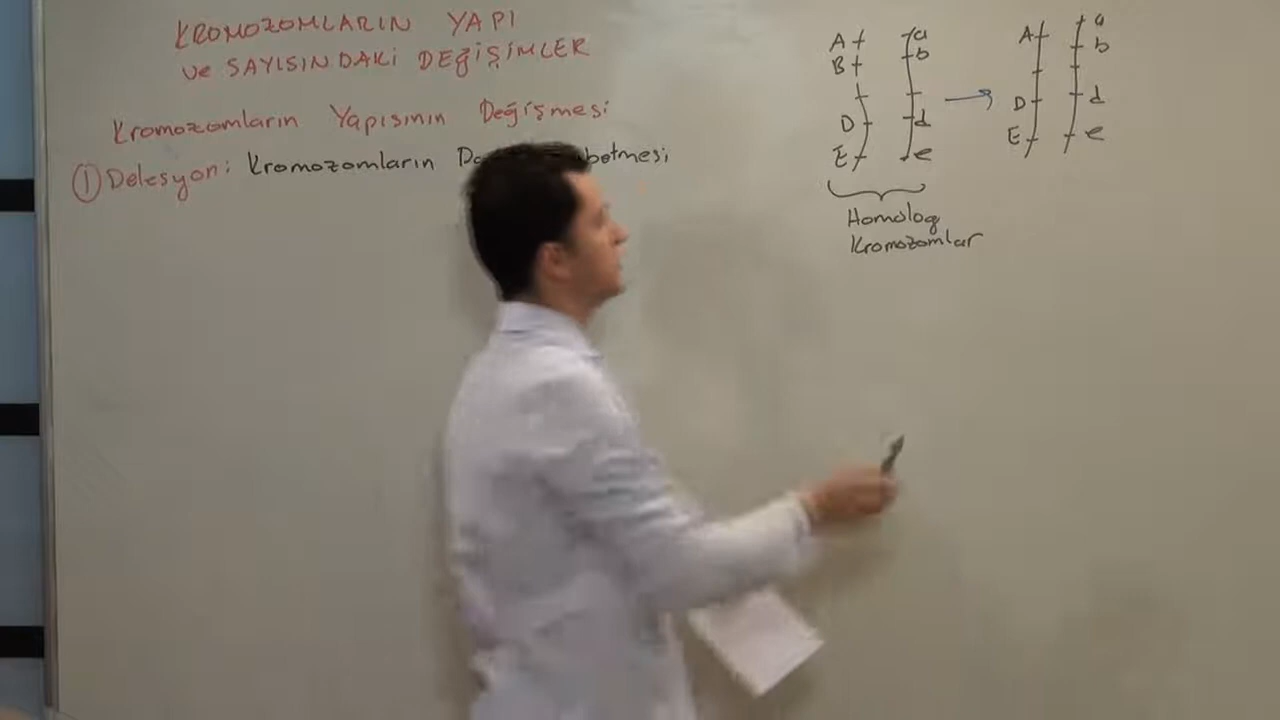 KROMOZOMLARIN YAPI
ve SAYISINDAKİ DEĞİŞİMLER
Kromozomların Yapısının Değişmesi
① Delesyon: Kromozomların
A a
B b
D d
E e
Homolog
Kromozomlar
A a
b
D d
E e